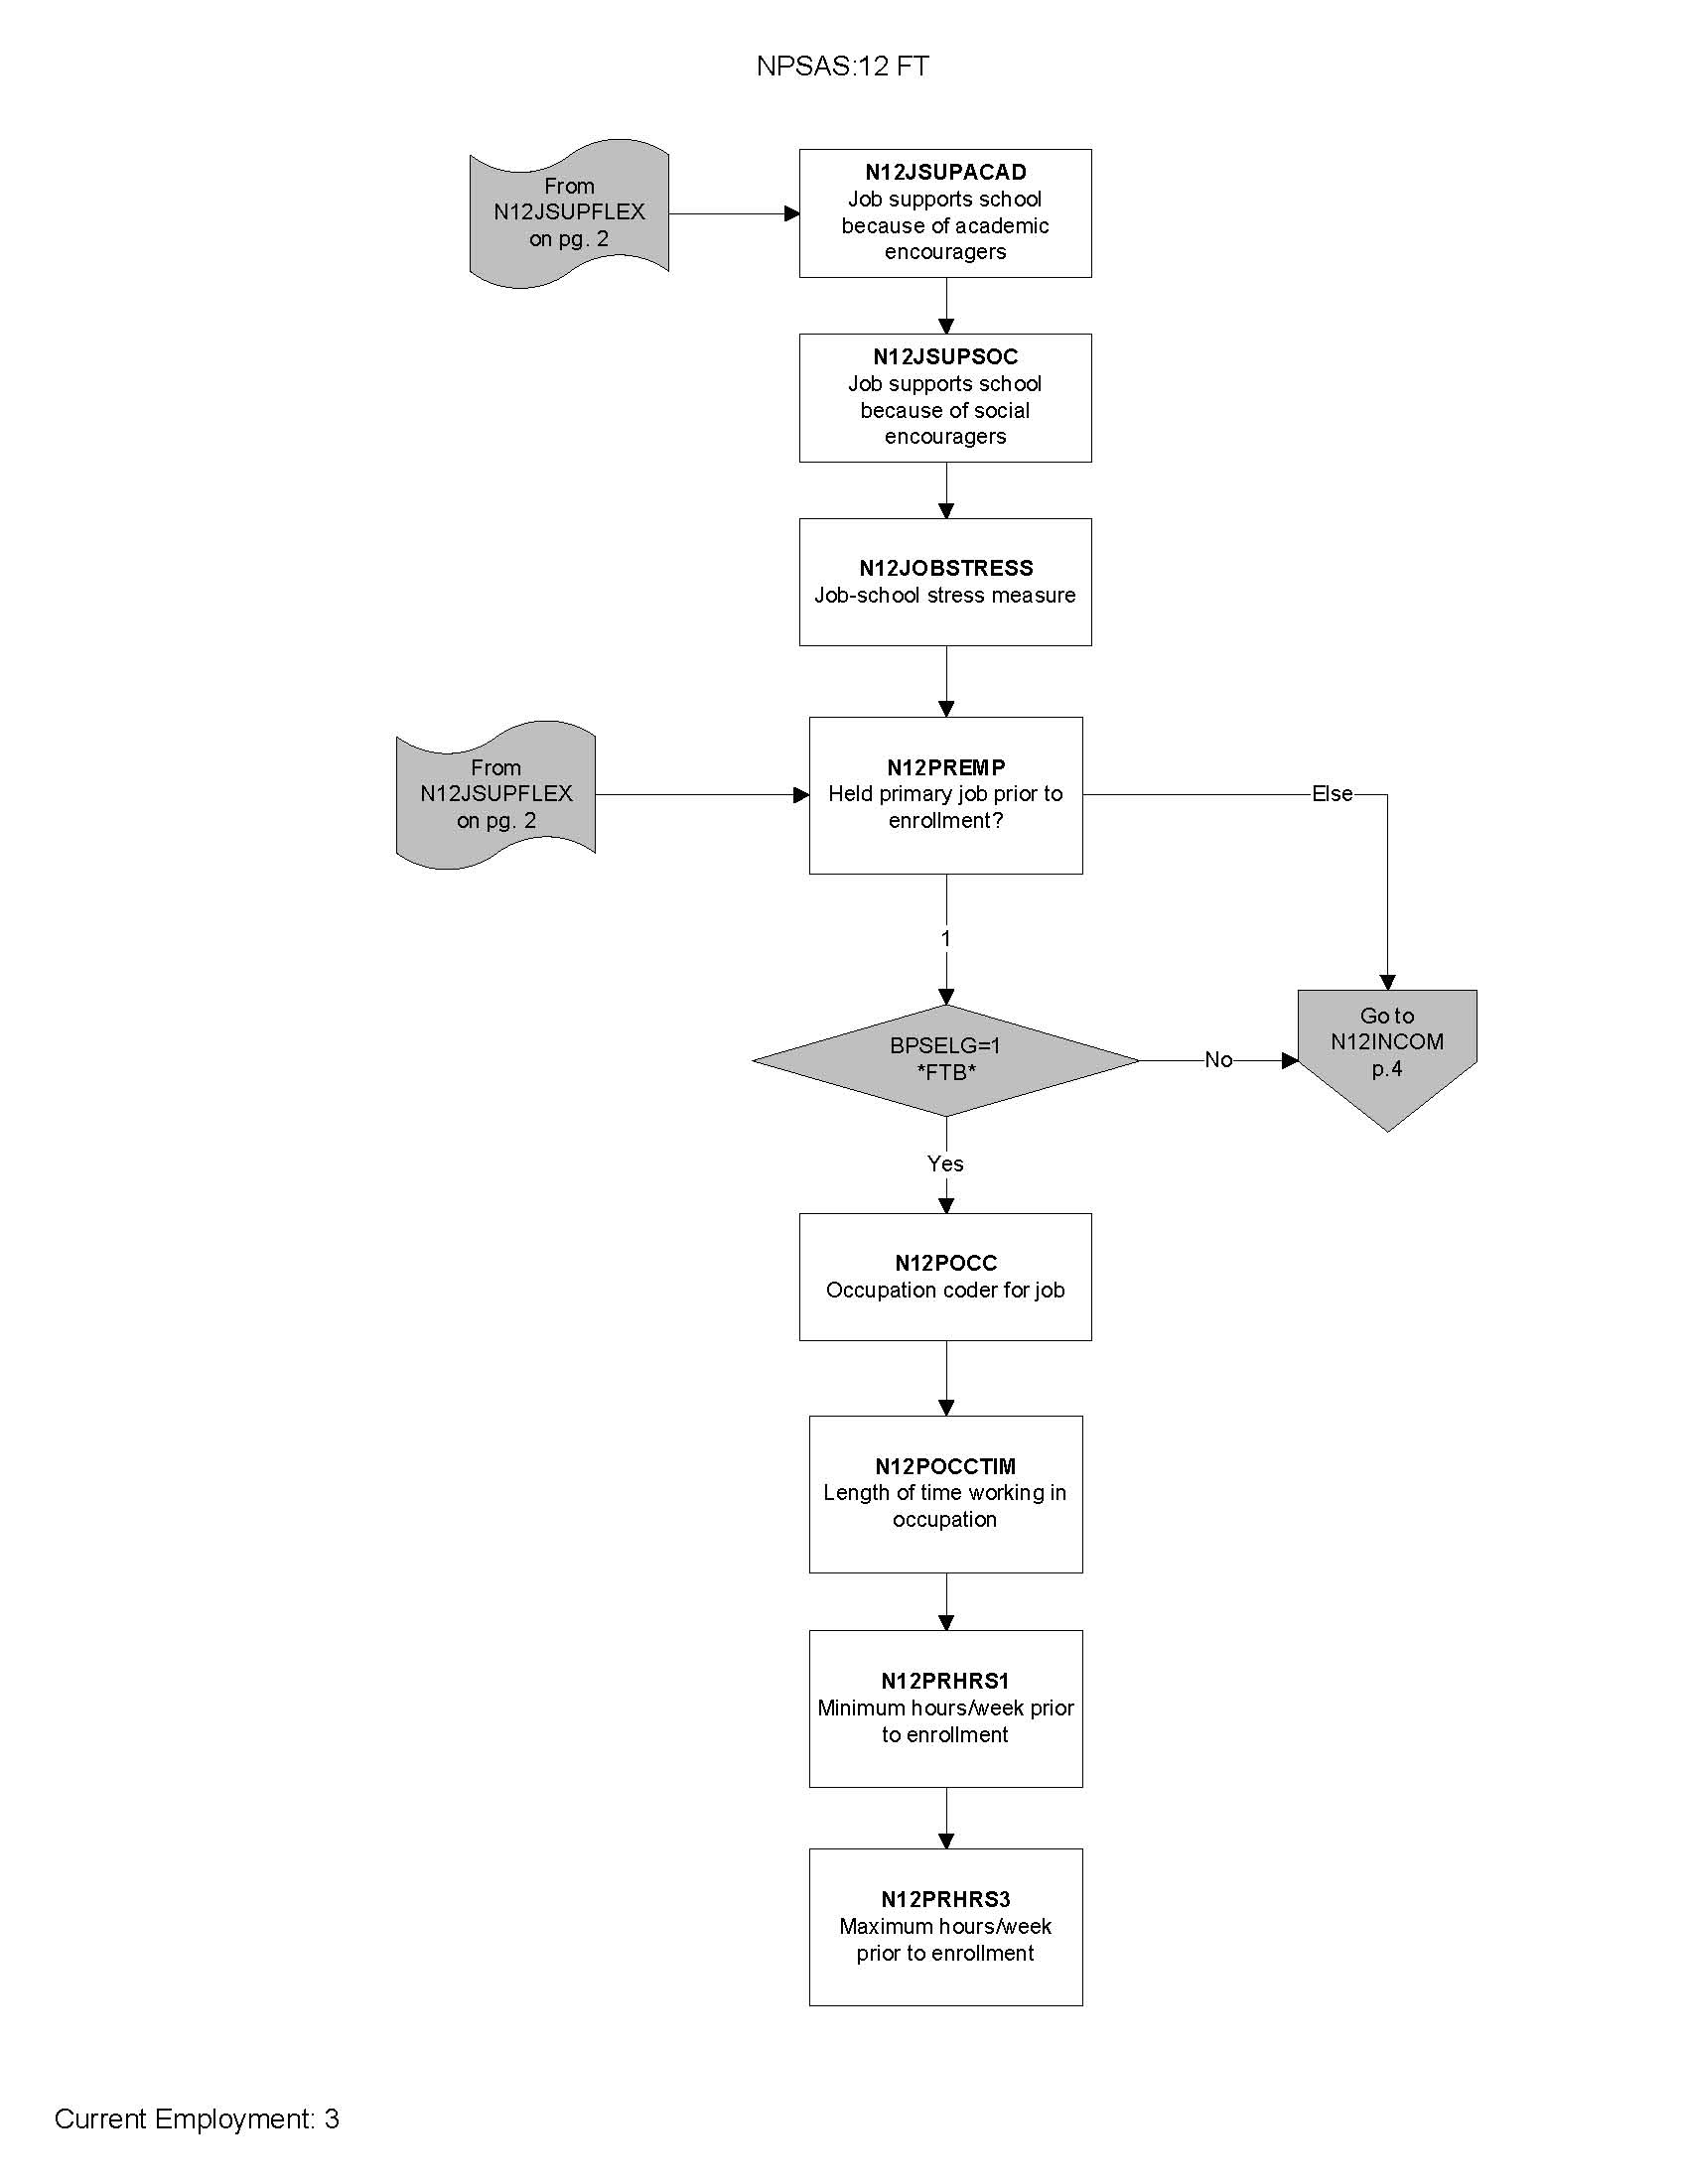 NPSAS:12 FT
From
N12JSUPFLEX
on pg. 2
N12JSUPACAD
Job supports school
because of academic
encouragers
N12JSUPSOC
Job supports school
because of social
encouragers
N12JOBSTRESS
Job-school stress measure
From
N12JSUPFLEX
on pg. 2
N12PREMP
Held primary job prior to
enrollment?
Else
1
BPSELG=1
*FTB*
No
Go to
N12INCOM
p.4
Yes
N12POCC
Occupation coder for job
N12POCCTIM
Length of time working in
occupation
N12PRHRS1
Minimum hours/week prior
to enrollment
N12PRHRS3
Maximum hours/week
prior to enrollment
Current Employment: 3